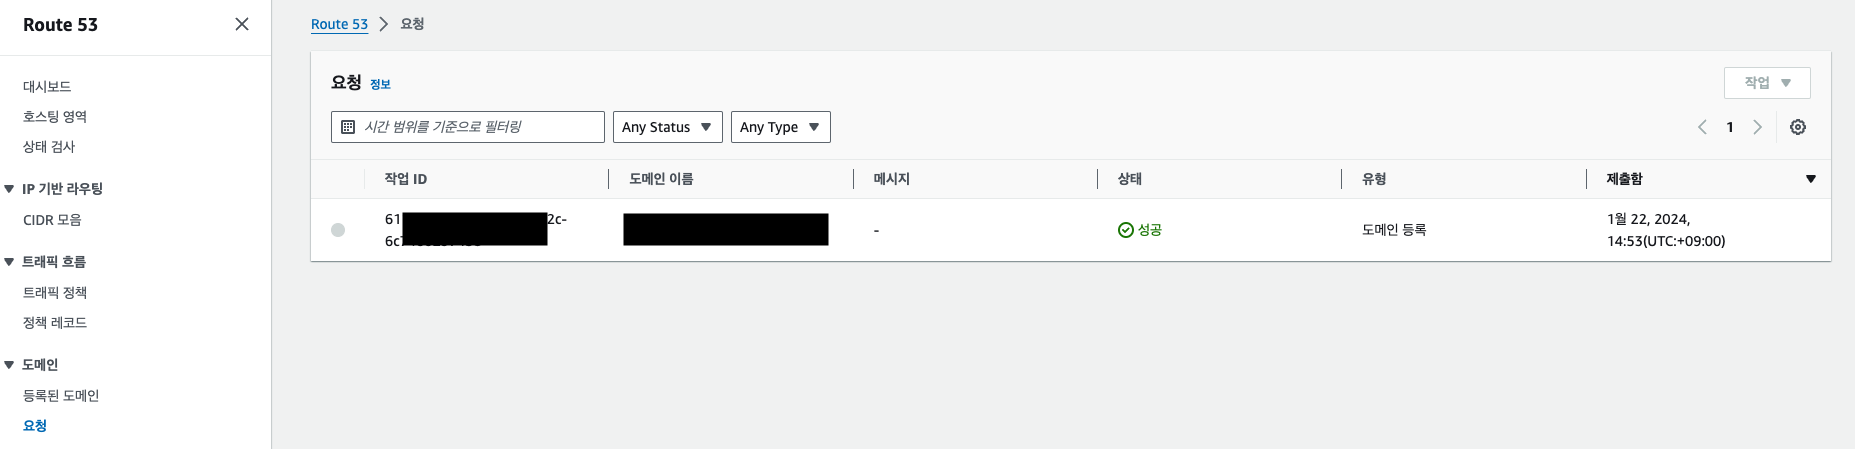 Route 53
대시보드
호스팅 영역
상태 검사
IP 기반 라우팅
CIDR 모음
트래픽 흐름
트래픽 정책
정책 레코드
도메인
등록된 도메인
요청
Route 53 > 요청
요청 정보
작업
시간 범위를 기준으로 필터링 Any Status Any Type
1
작업 ID 도메인 이름 메시지 상태 유형 제출함
61 2c- - 성공 도메인 등록 1월 22, 2024,
6c 14:53(UTC:+09:00)